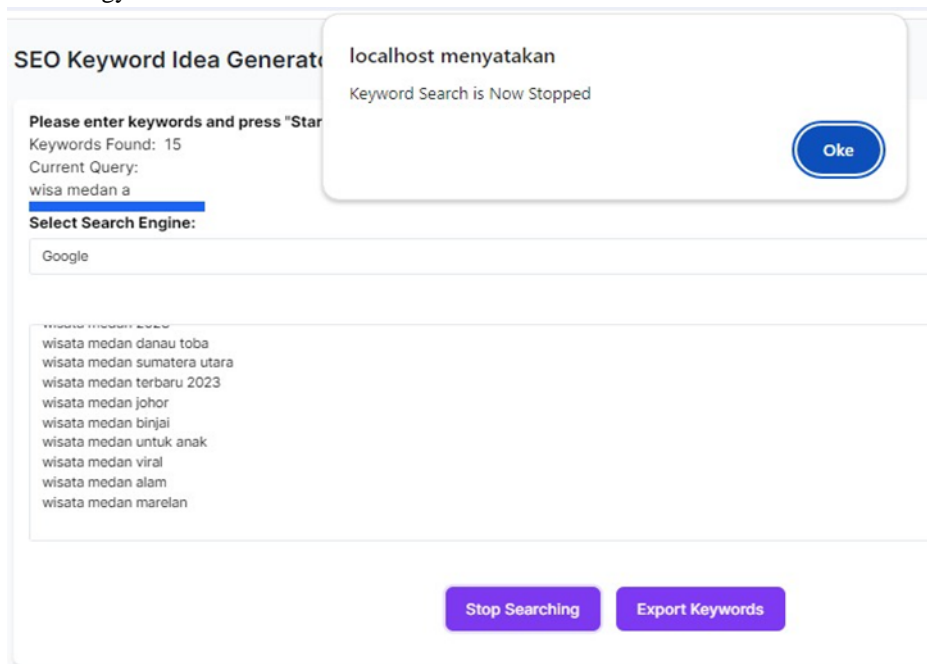 SEO Keyword Idea Generato
localhost menyatakan
Keyword Search is Now Stopped
Oke
Please enter keywords and press "Star
Keywords Found: 15
Current Query:
wisa medan a
Select Search Engine:
Google
wisata medan danau toba
wisata medan sumatera utara
wisata medan terbaru 2023
wisata medan johor
wisata medan binjai
wisata medan untuk anak
wisata medan viral
wisata medan alam
wisata medan marelan
Stop Searching
Export Keywords